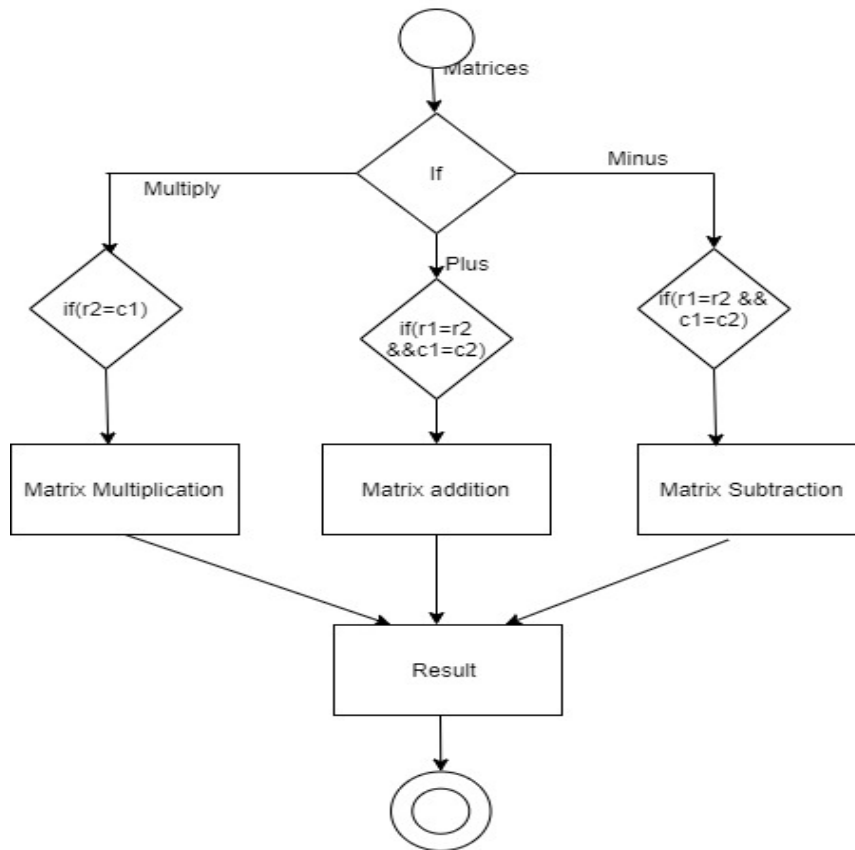 Matrices
If
Minus
Multiply
Plus
if(r2=c1)
if(r1=r2
&&c1=c2)
if(r1=r2 &&
c1=c2)
Matrix Multiplication
Matrix addition
Matrix Subtraction
Result